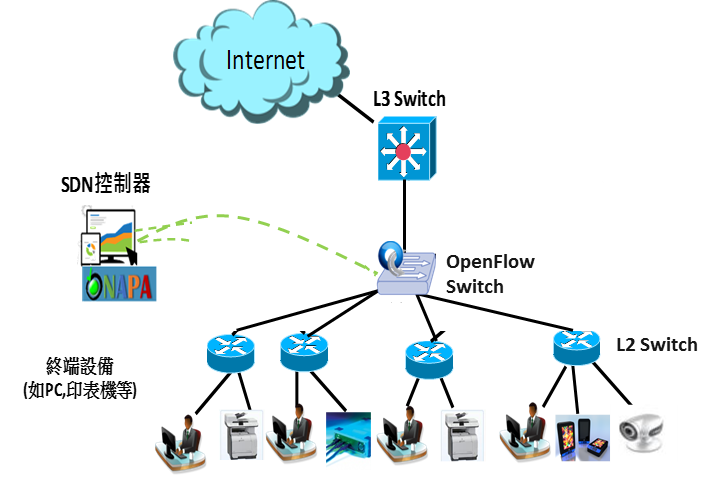 Internet
L3 Switch
SDN控制器
ONAPA
OpenFlow
Switch
L2 Switch
終端設備
(如PC,印表機等)